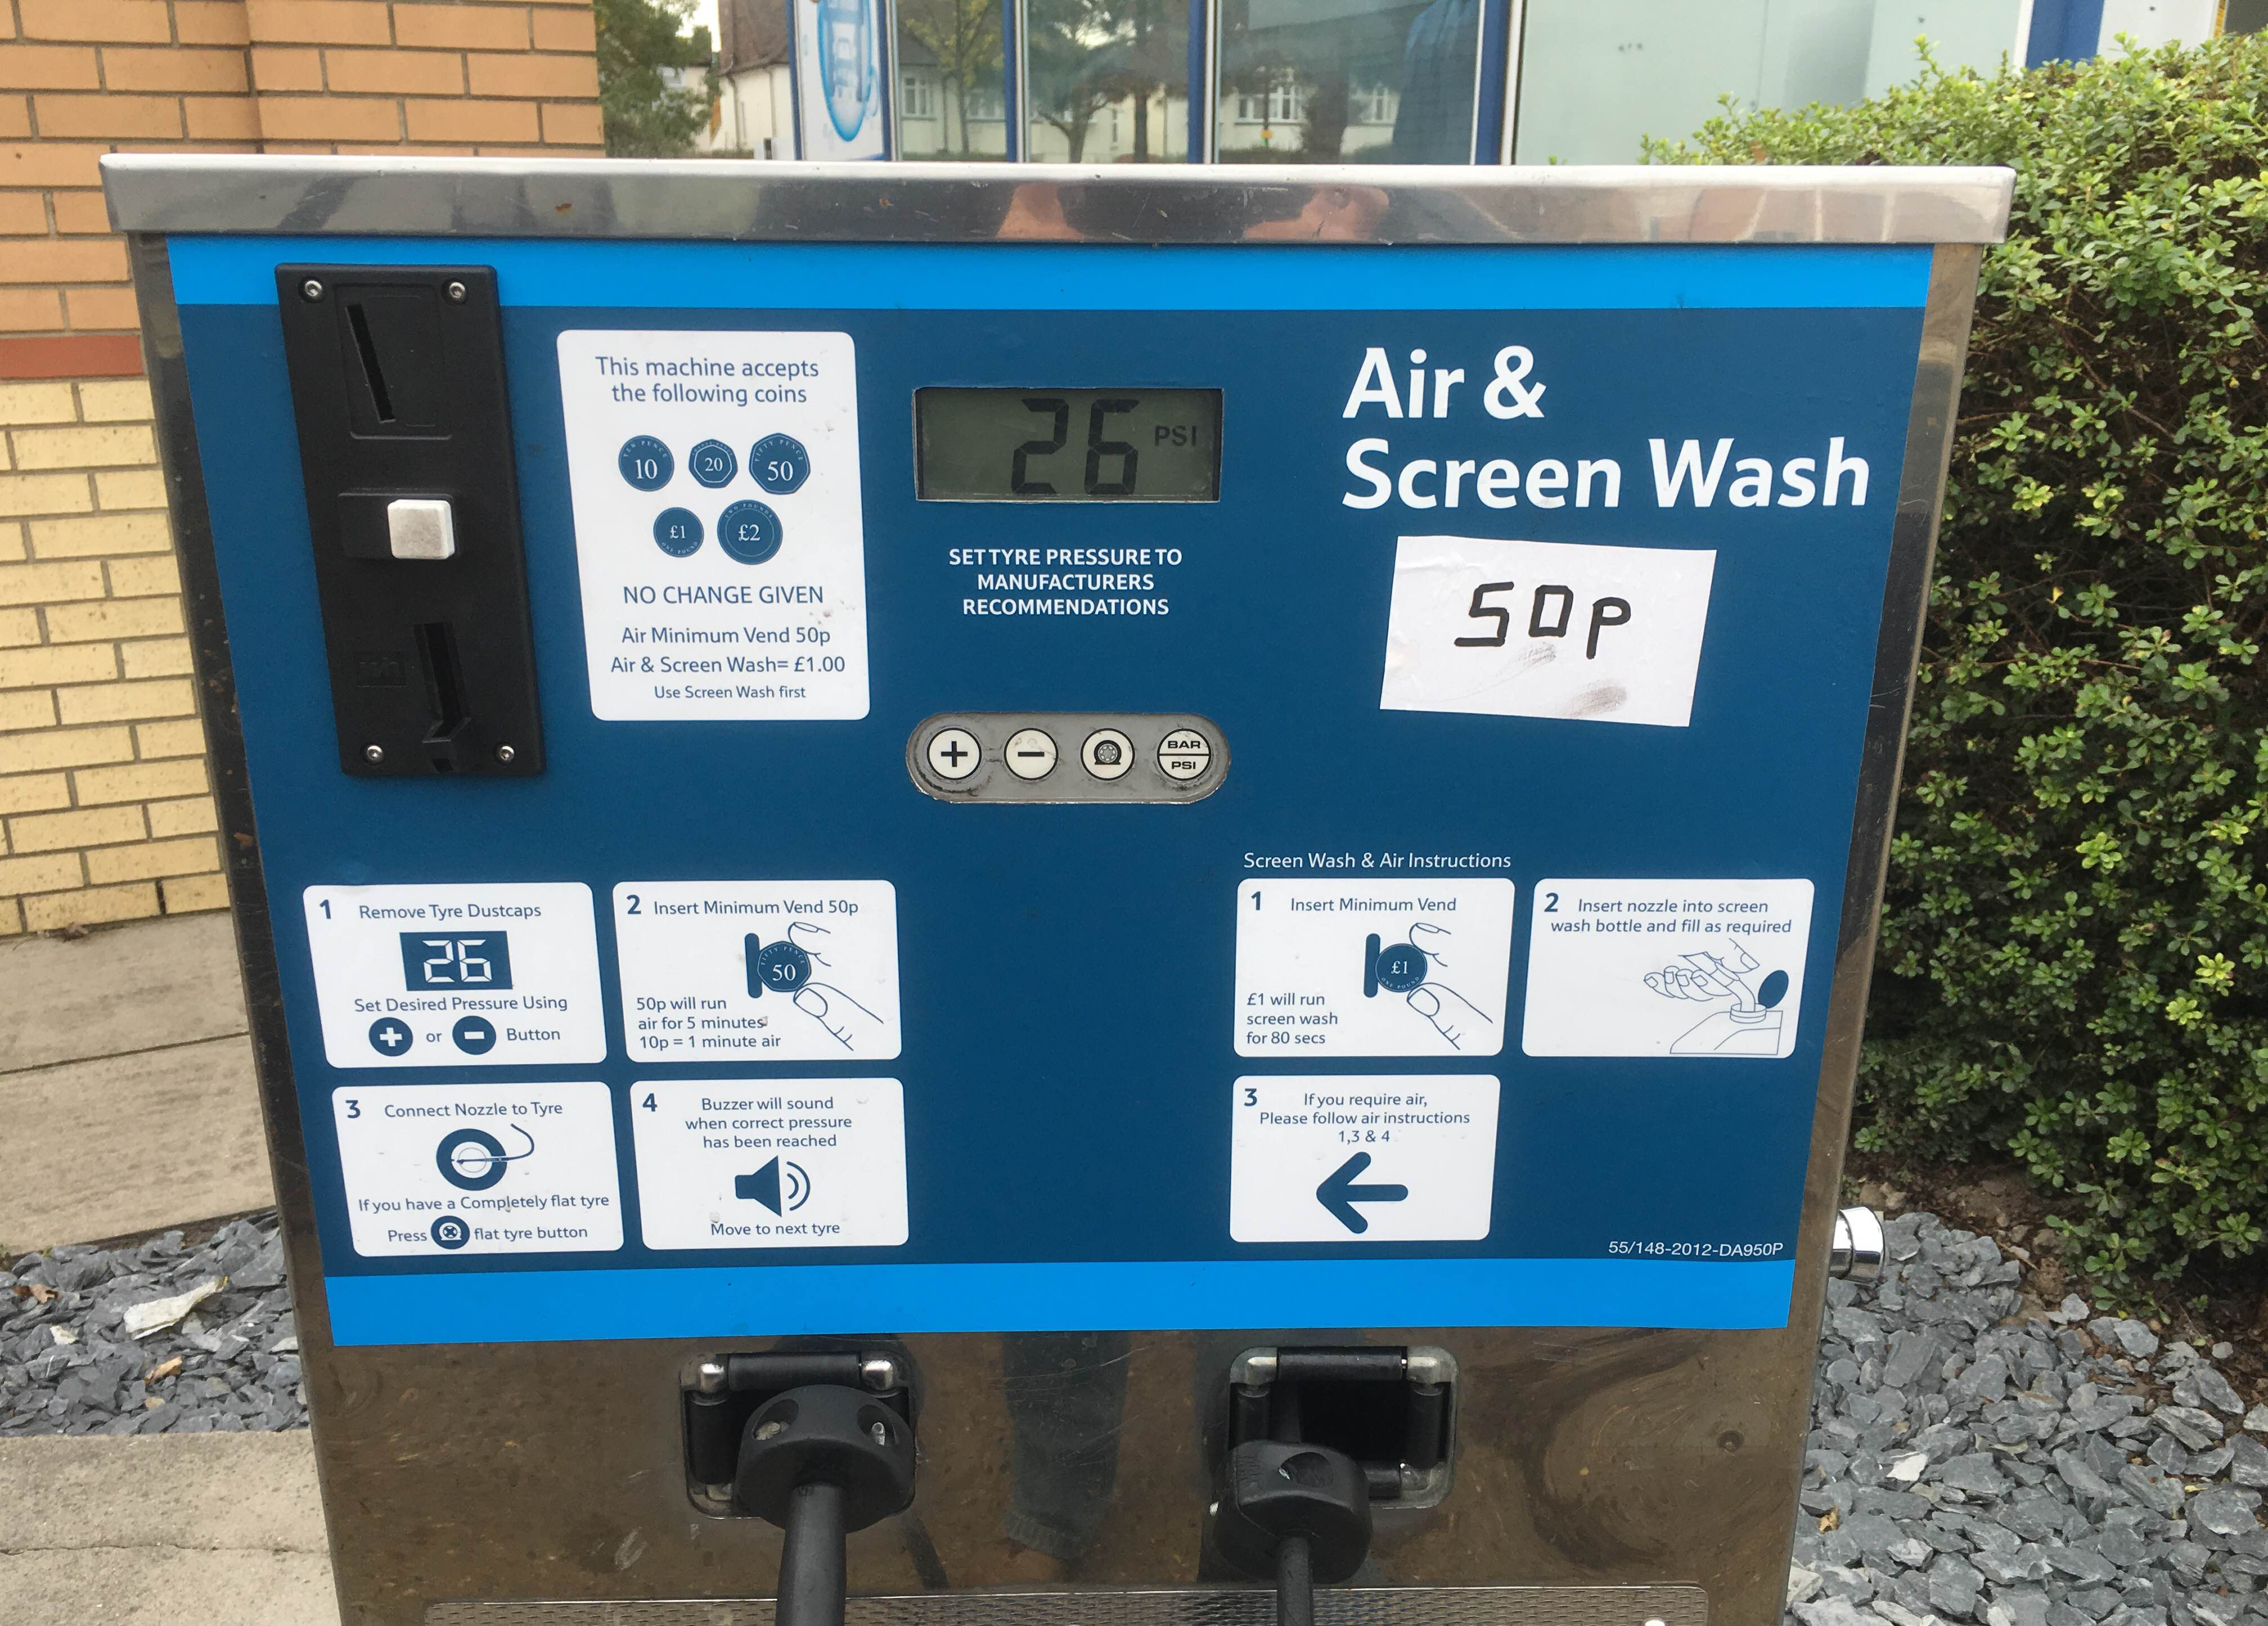 This machine accepts
the following coins
10
20
50
£1
£2
NO CHANGE GIVEN
Air Minimum Vend 50p
Air & Screen Wash= £1.00
Use Screen Wash first
26 PSI
SET TYRE PRESSURE TO
MANUFACTURERS
RECOMMENDATIONS
+
-
BAR
PSI
Air &
Screen Wash
50p
1 Remove Tyre Dustcaps
26
Set Desired Pressure Using
+ or - Button
2 Insert Minimum Vend 50p
FIFTY PENCE
50
50p will run
air for 5 minutes
10p = 1 minute air
3 Connect Nozzle to Tyre
If you have a Completely flat tyre
Press flat tyre button
4 Buzzer will sound
when correct pressure
has been reached
Move to next tyre
Screen Wash & Air Instructions
1 Insert Minimum Vend
£1
ONE POUND
£1 will run
screen wash
for 80 secs
2 Insert nozzle into screen
wash bottle and fill as required
3 If you require air,
Please follow air instructions
1,3 & 4
55/148-2012-DA950P